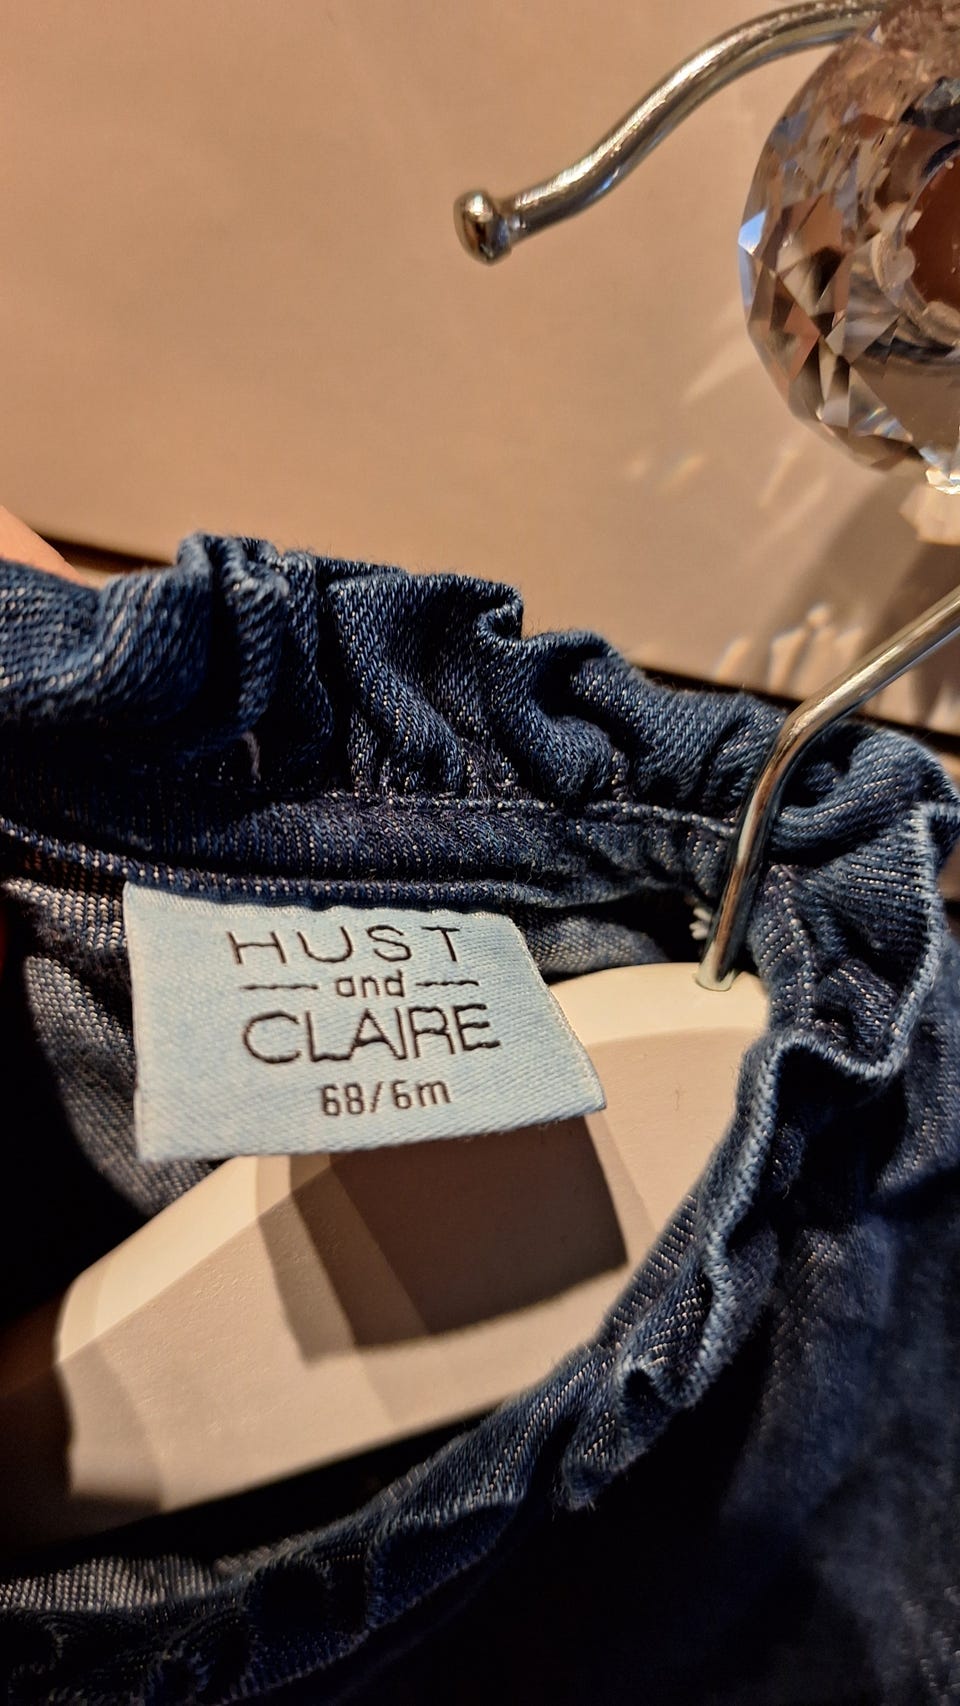 HUST
and
CLAIRE
68/6m